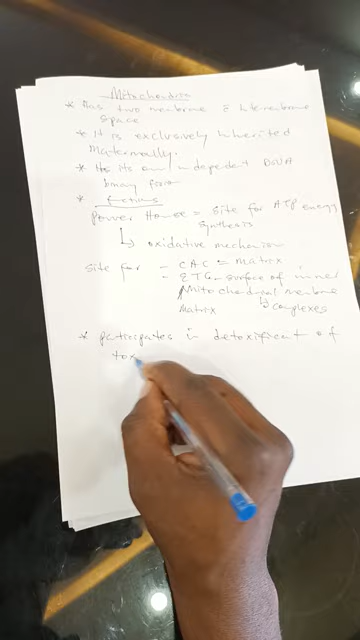 Mitochondria
* Has two membrane & Intermembrane
space
* It is exclusively Inherited
Maternally.
* Has its own independent DNA
binary
*
Power House = site for ATP energy
synthesis
↳ oxidative mechanism
site for - CAC = Matrix
= ETC - surface of inner
Mitochondrial membrane
Matrix ↳ complexes
* participates in detoxificat of
tox